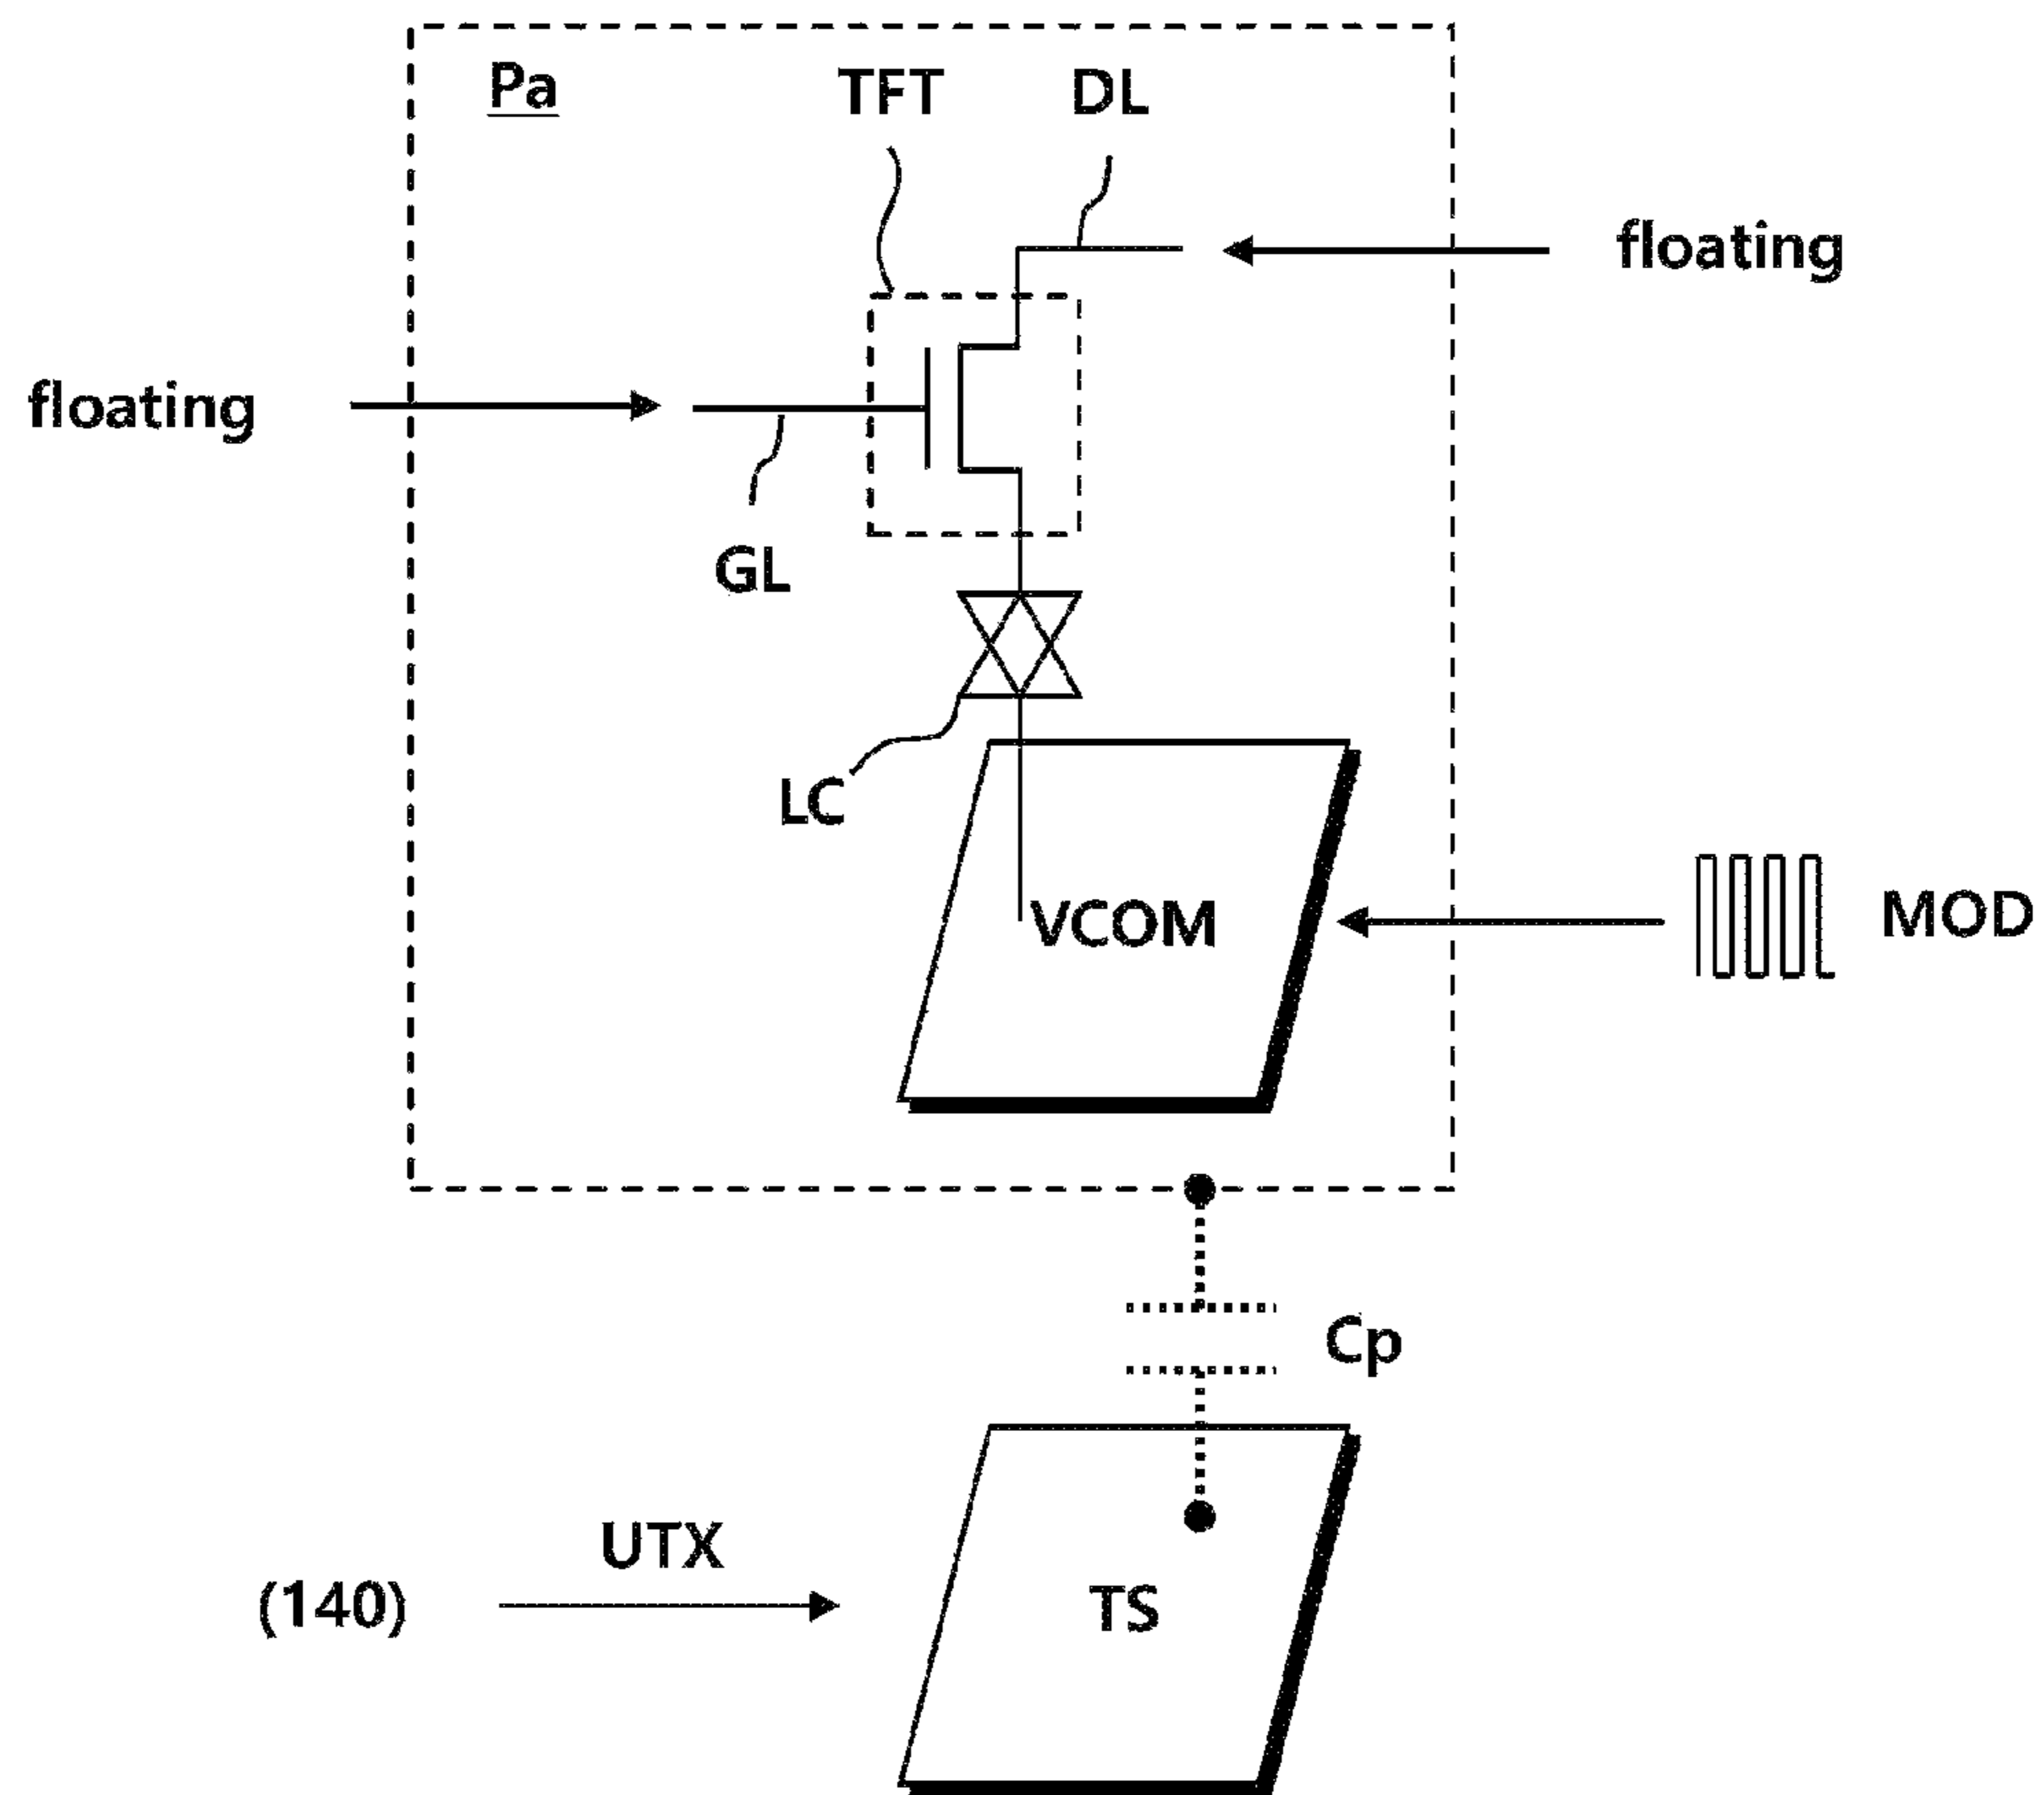 Pa
TFT
DL
floating
floating
GL
LC
VCOM
MOD
Cp
UTX
(140)
TS